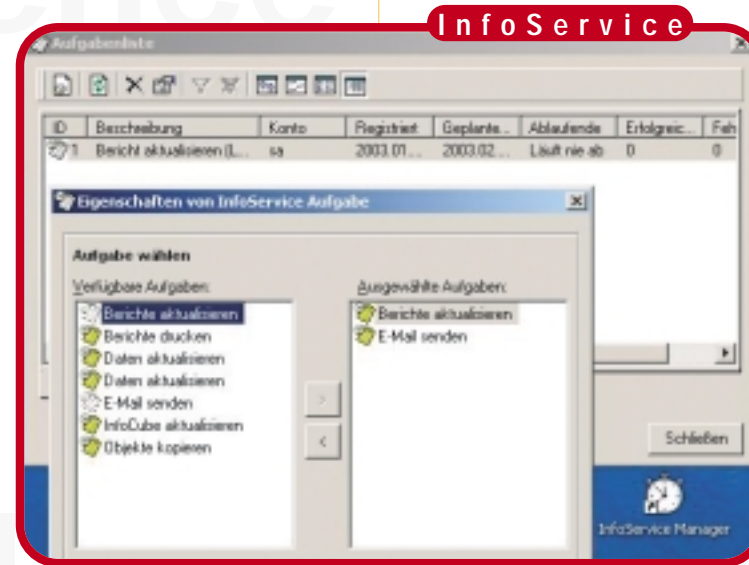 InfoService
Aufgabenliste
ID Beschreibung Konto Registriert Geplante... Ablaufende Erfolgreic... Feh
1 Bericht aktualisieren (L... sa 2003.01.... 2003.02.... Läuft nie ab 0 0
Eigenschaften von InfoService Aufgabe
Aufgabe wählen
Verfügbare Aufgaben:
Berichte aktualisieren
Berichte drucken
Daten aktualisieren
Daten aktualisieren
E-Mail senden
InfoCube aktualisieren
Objekte kopieren
>
<
Ausgewählte Aufgaben:
Berichte aktualisieren
E-Mail senden
Schließen
InfoService Manager